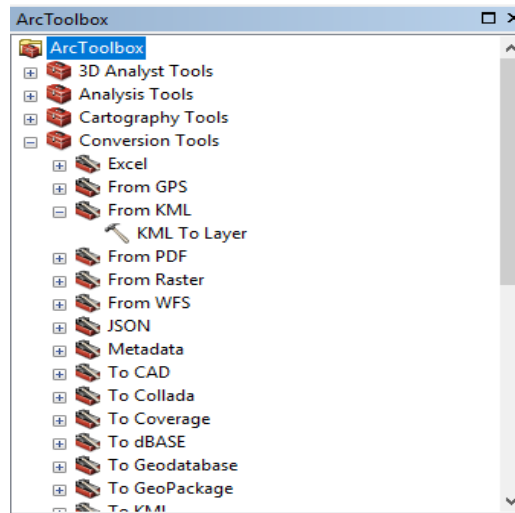 ArcToolbox
ArcToolbox
3D Analyst Tools
Analysis Tools
Cartography Tools
Conversion Tools
Excel
From GPS
From KML
KML To Layer
From PDF
From Raster
From WFS
JSON
Metadata
To CAD
To Collada
To Coverage
To dBASE
To Geodatabase
To GeoPackage
To KML